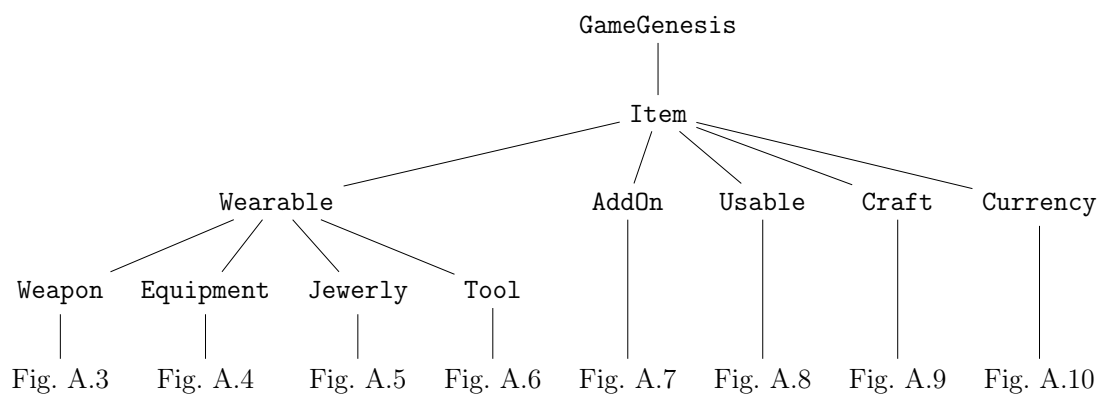 GameGenesis
Item
Wearable AddOn Usable Craft Currency
Weapon Equipment Jewerly Tool
Fig. A.3 Fig. A.4 Fig. A.5 Fig. A.6 Fig. A.7 Fig. A.8 Fig. A.9 Fig. A.10